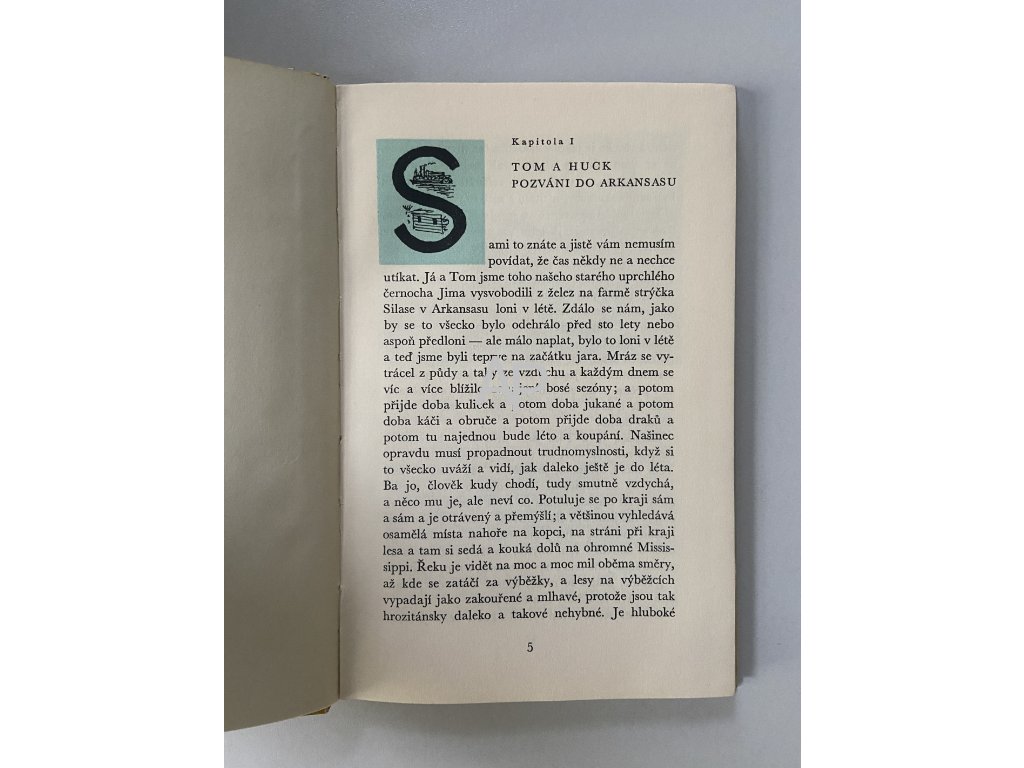 Kapitola I
TOM A HUCK
POZVÁNI DO ARKANSASU
Sami to znáte a jistě vám nemusím
povídat, že čas někdy ne a nechce
utíkat. Já a Tom jsme toho našeho starého uprchlého
černocha Jima vysvobodili z želez na farmě strýčka
Silase v Arkansasu loni v létě. Zdálo se nám, jako
by se to všecko bylo odehrálo před sto lety nebo
aspoň předloni — ale málo naplat, bylo to loni v létě
a teď jsme byli teprve na začátku jara. Mráz se vy-
trácel z půdy a taky ze vzduchu a každým dnem se
víc a více blížilo bosé sezóny; a potom
přijde doba kuliček a potom doba jukané a potom
doba káči a obruče a potom přijde doba draků a
potom tu najednou bude léto a koupání. Našinec
opravdu musí propadnout trudnomyslnosti, když si
to všecko uváží a vidí, jak daleko ještě je do léta.
Ba jo, člověk kudy chodí, tudy smutně vzdychá,
a něco mu je, ale neví co. Potuluje se po kraji sám
a sám a je otrávený a přemýšlí; a většinou vyhledává
osamělá místa nahoře na kopci, na stráni při kraji
lesa a tam si sedá a kouká dolů na ohromné Missis-
sippi. Řeku je vidět na moc a moc mil oběma směry,
až kde se zatáčí za výběžky, a lesy na výběžcích
vypadají jako zakouřené a mlhavé, protože jsou tak
hrozitánsky daleko a takové nehybné. Je hluboké
5